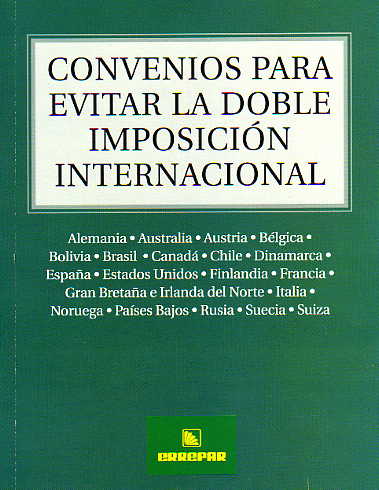 CONVENIOS PARA
EVITAR LA DOBLE
IMPOSICIÓN
INTERNACIONAL
Alemania • Australia • Austria • Bélgica •
Bolivia • Brasil • Canadá • Chile • Dinamarca •
España • Estados Unidos • Finlandia • Francia •
Gran Bretaña e Irlanda del Norte • Italia •
Noruega • Países Bajos • Rusia • Suecia • Suiza
ERREPAR